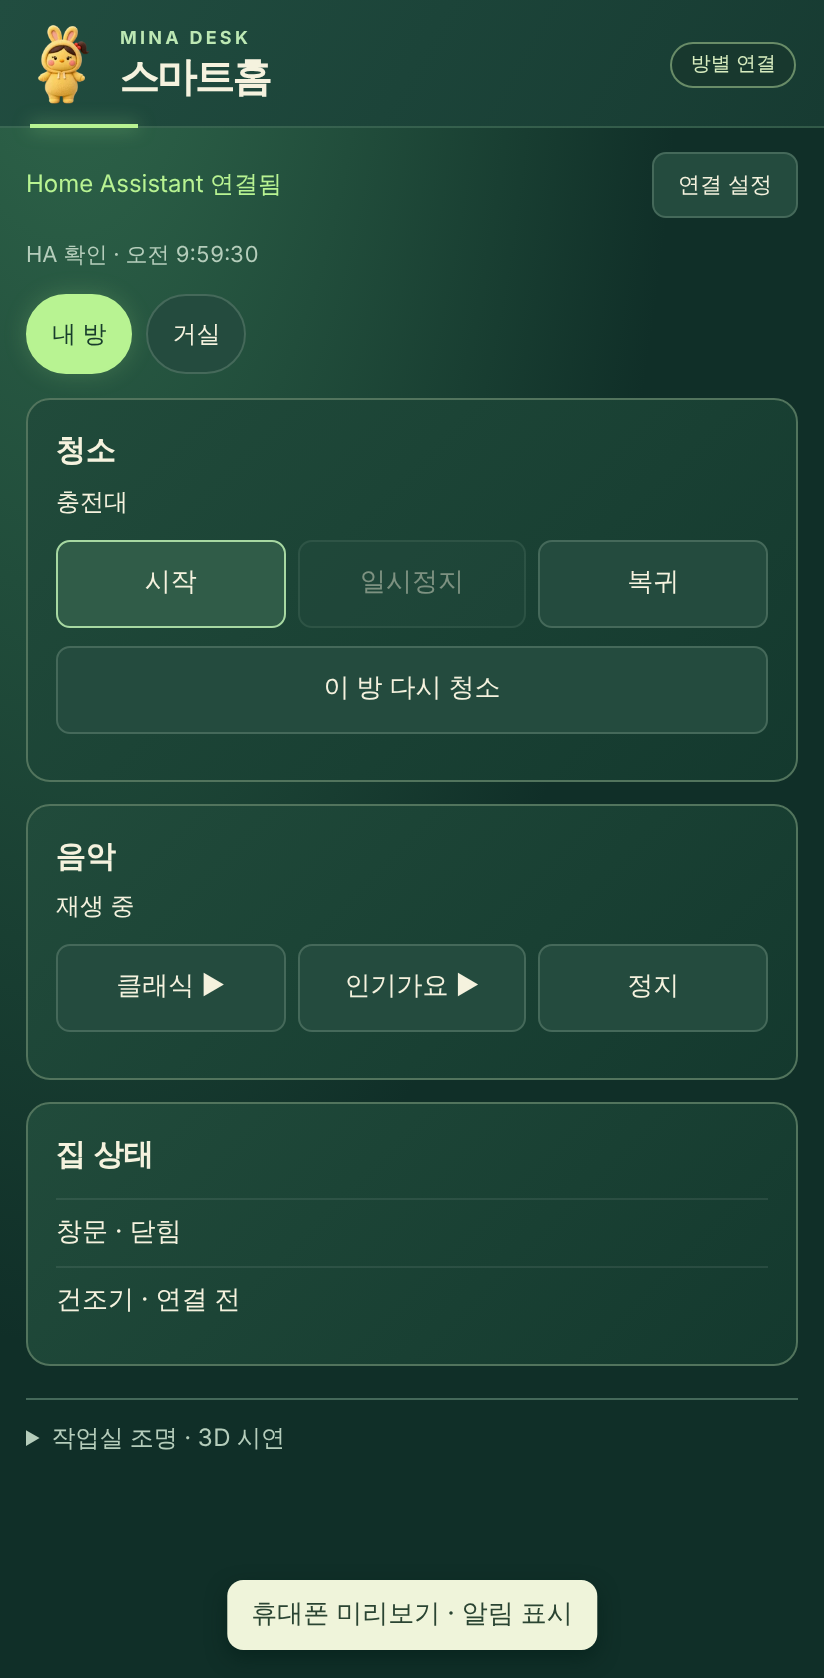 MINA DESK
스마트홈
방별 연결
Home Assistant 연결됨
연결 설정
HA 확인 · 오전 9:59:30
내 방
거실
청소
충전대
시작
일시정지
복귀
이 방 다시 청소
음악
재생 중
클래식 ▶
인기가요 ▶
정지
집 상태
창문 · 닫힘
건조기 · 연결 전
▶ 작업실 조명 · 3D 시연
휴대폰 미리보기 · 알림 표시